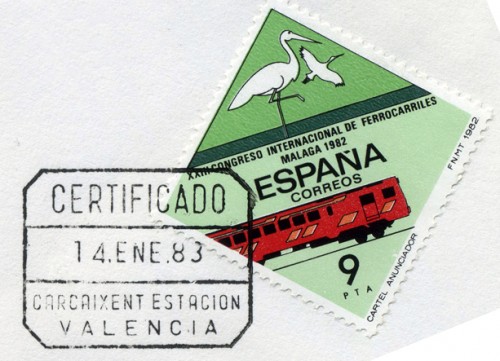 XXIII CONGRESO INTERNACIONAL DE FERROCARRILES
MALAGA 1982
ESPAÑA
CORREOS
9
PTA
CARTEL ANUNCIADOR
F.N.M.T. 1982
CERTIFICADO
14.ENE.83
CARCAIXENT ESTACION
VALENCIA